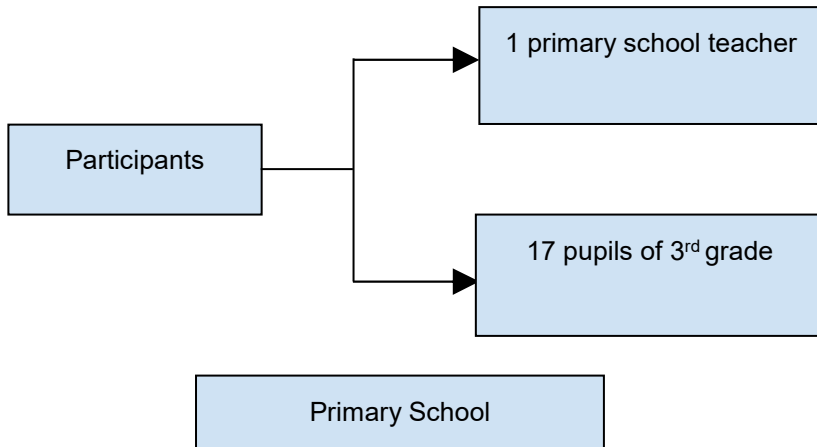 1 primary school teacher
Participants
17 pupils of 3rd grade
Primary School